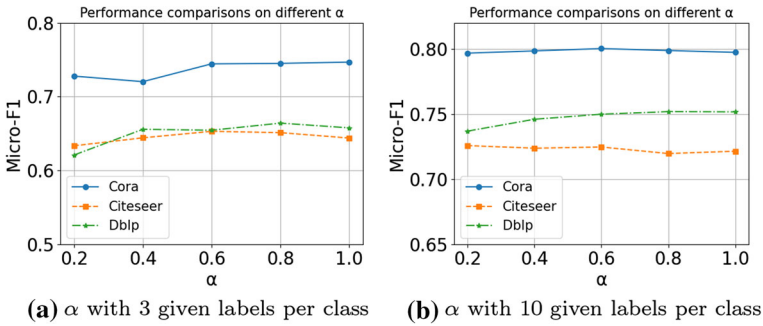 Performance comparisons on different α
0.8
0.7
0.6
0.5
Micro-F1
Cora
Citeseer
Dblp
0.2 0.4 0.6 0.8 1.0
α
(a) α with 3 given labels per class
Performance comparisons on different α
0.80
0.75
0.70
0.65
Micro-F1
Cora
Citeseer
Dblp
0.2 0.4 0.6 0.8 1.0
α
(b) α with 10 given labels per class